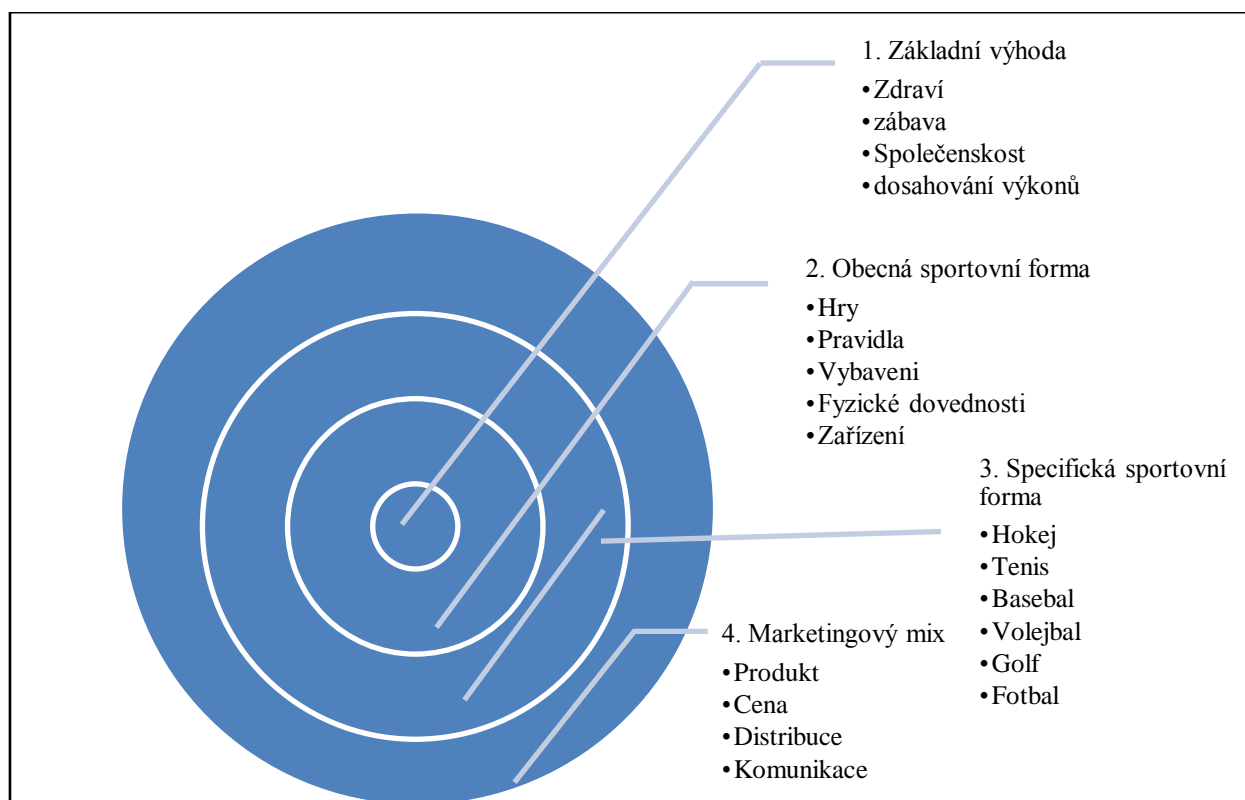 1. Základní výhoda
•Zdraví
•zábava
•Společenskost
•dosahování výkonů
2. Obecná sportovní forma
•Hry
•Pravidla
•Vybaveni
•Fyzické dovednosti
•Zařízení
3. Specifická sportovní
forma
•Hokej
•Tenis
•Basebal
•Volejbal
•Golf
•Fotbal
4. Marketingový mix
•Produkt
•Cena
•Distribuce
•Komunikace